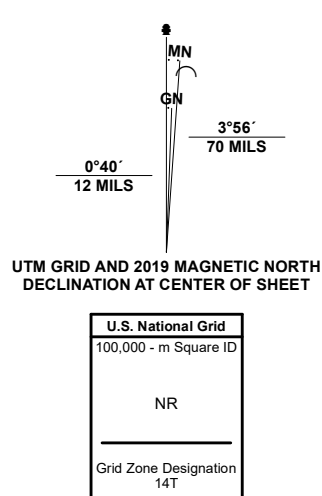 MN
GN
3°56´
70 MILS
0°40´
12 MILS
UTM GRID AND 2019 MAGNETIC NORTH
DECLINATION AT CENTER OF SHEET
U.S. National Grid
100,000 - m Square ID
NR
Grid Zone Designation
14T